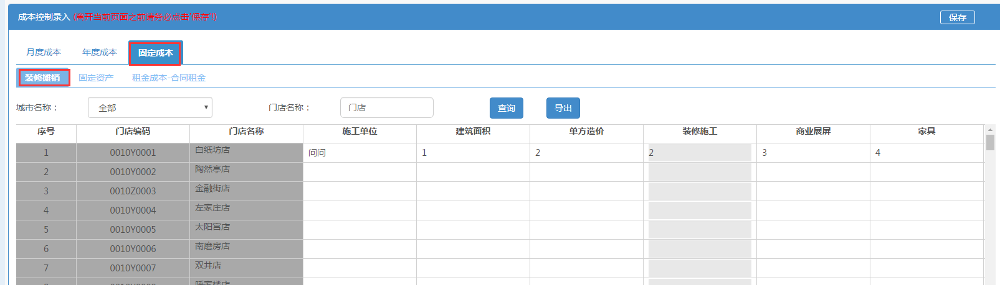 成本控制录入 (离开当前页面之前请务必点击'保存'!) 保存
月度成本 年度成本 固定成本
装修摊销 固定资产 租金成本-合同租金
城市名称： 全部 门店名称： 门店 查询 导出
序号 门店编码 门店名称 施工单位 建筑面积 单方造价 装修施工 商业展屏 家具
1 0010Y0001 白纸坊店 问问 1 2 2 3 4
2 0010Y0002 陶然亭店
3 0010Z0003 金融街店
4 0010Y0004 左家庄店
5 0010Y0005 太阳宫店
6 0010Y0006 南磨房店
7 0010Y0007 双井店